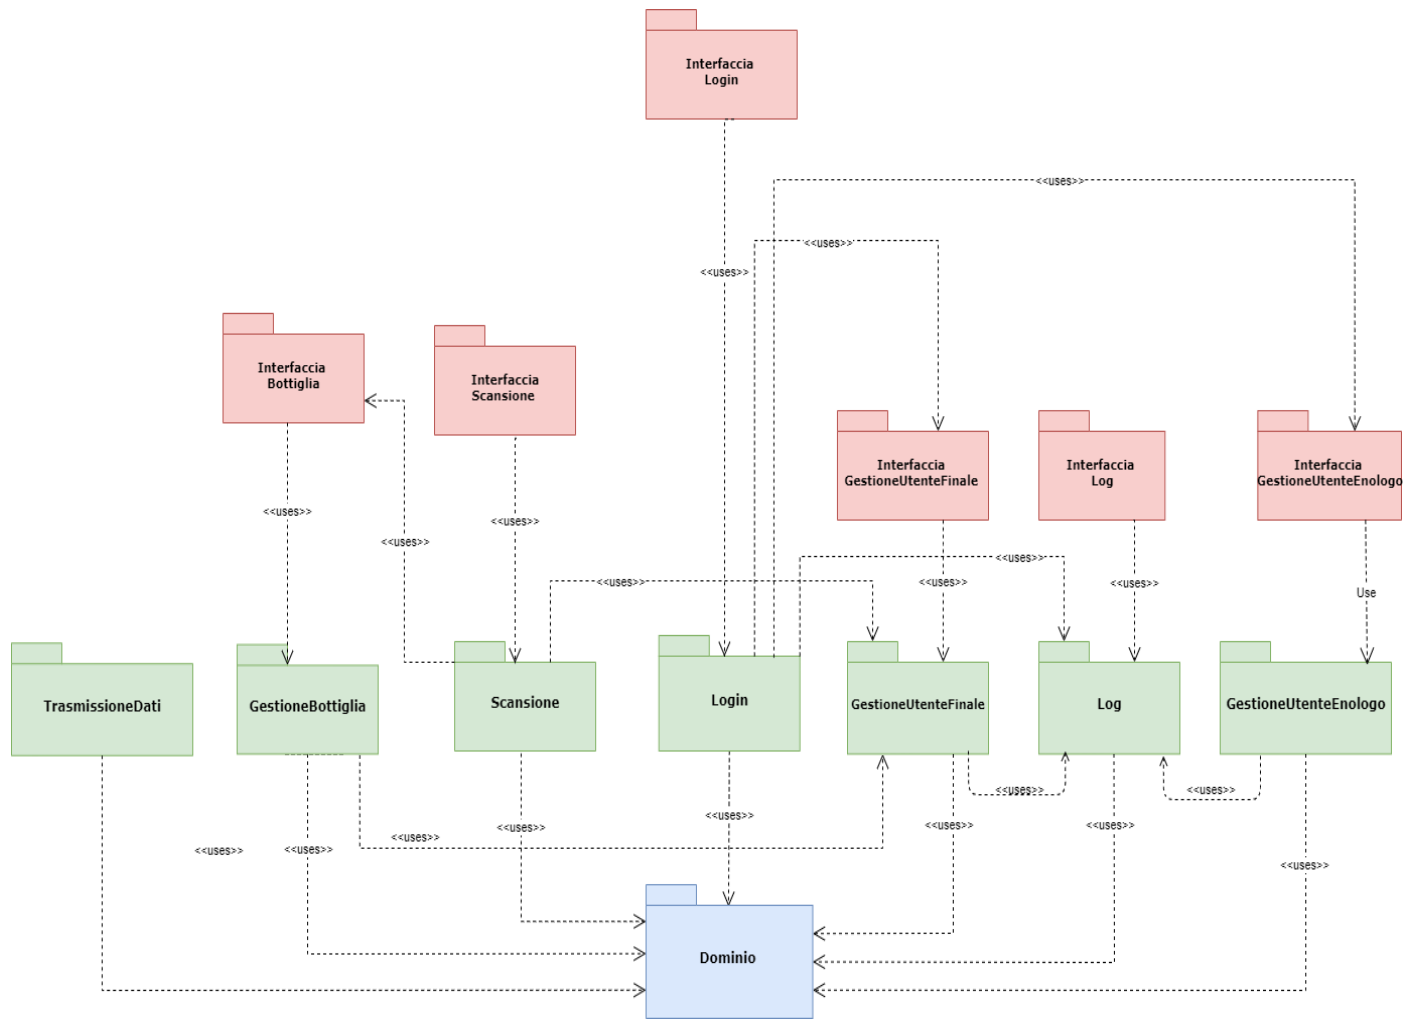 Interfaccia
Login
<<uses>>
<<uses>>
<<uses>>
Interfaccia
Bottiglia
Interfaccia
Scansione
Interfaccia
GestioneUtenteFinale
Interfaccia
Log
Interfaccia
GestioneUtenteEnologo
<<uses>>
<<uses>>
<<uses>>
<<uses>>
<<uses>>
<<uses>>
<<uses>>
Use
TrasmissioneDati
GestioneBottiglia
Scansione
Login
GestioneUtenteFinale
Log
GestioneUtenteEnologo
<<uses>>
<<uses>>
<<uses>>
<<uses>>
<<uses>>
<<uses>>
<<uses>>
<<uses>>
<<uses>>
<<uses>>
Dominio